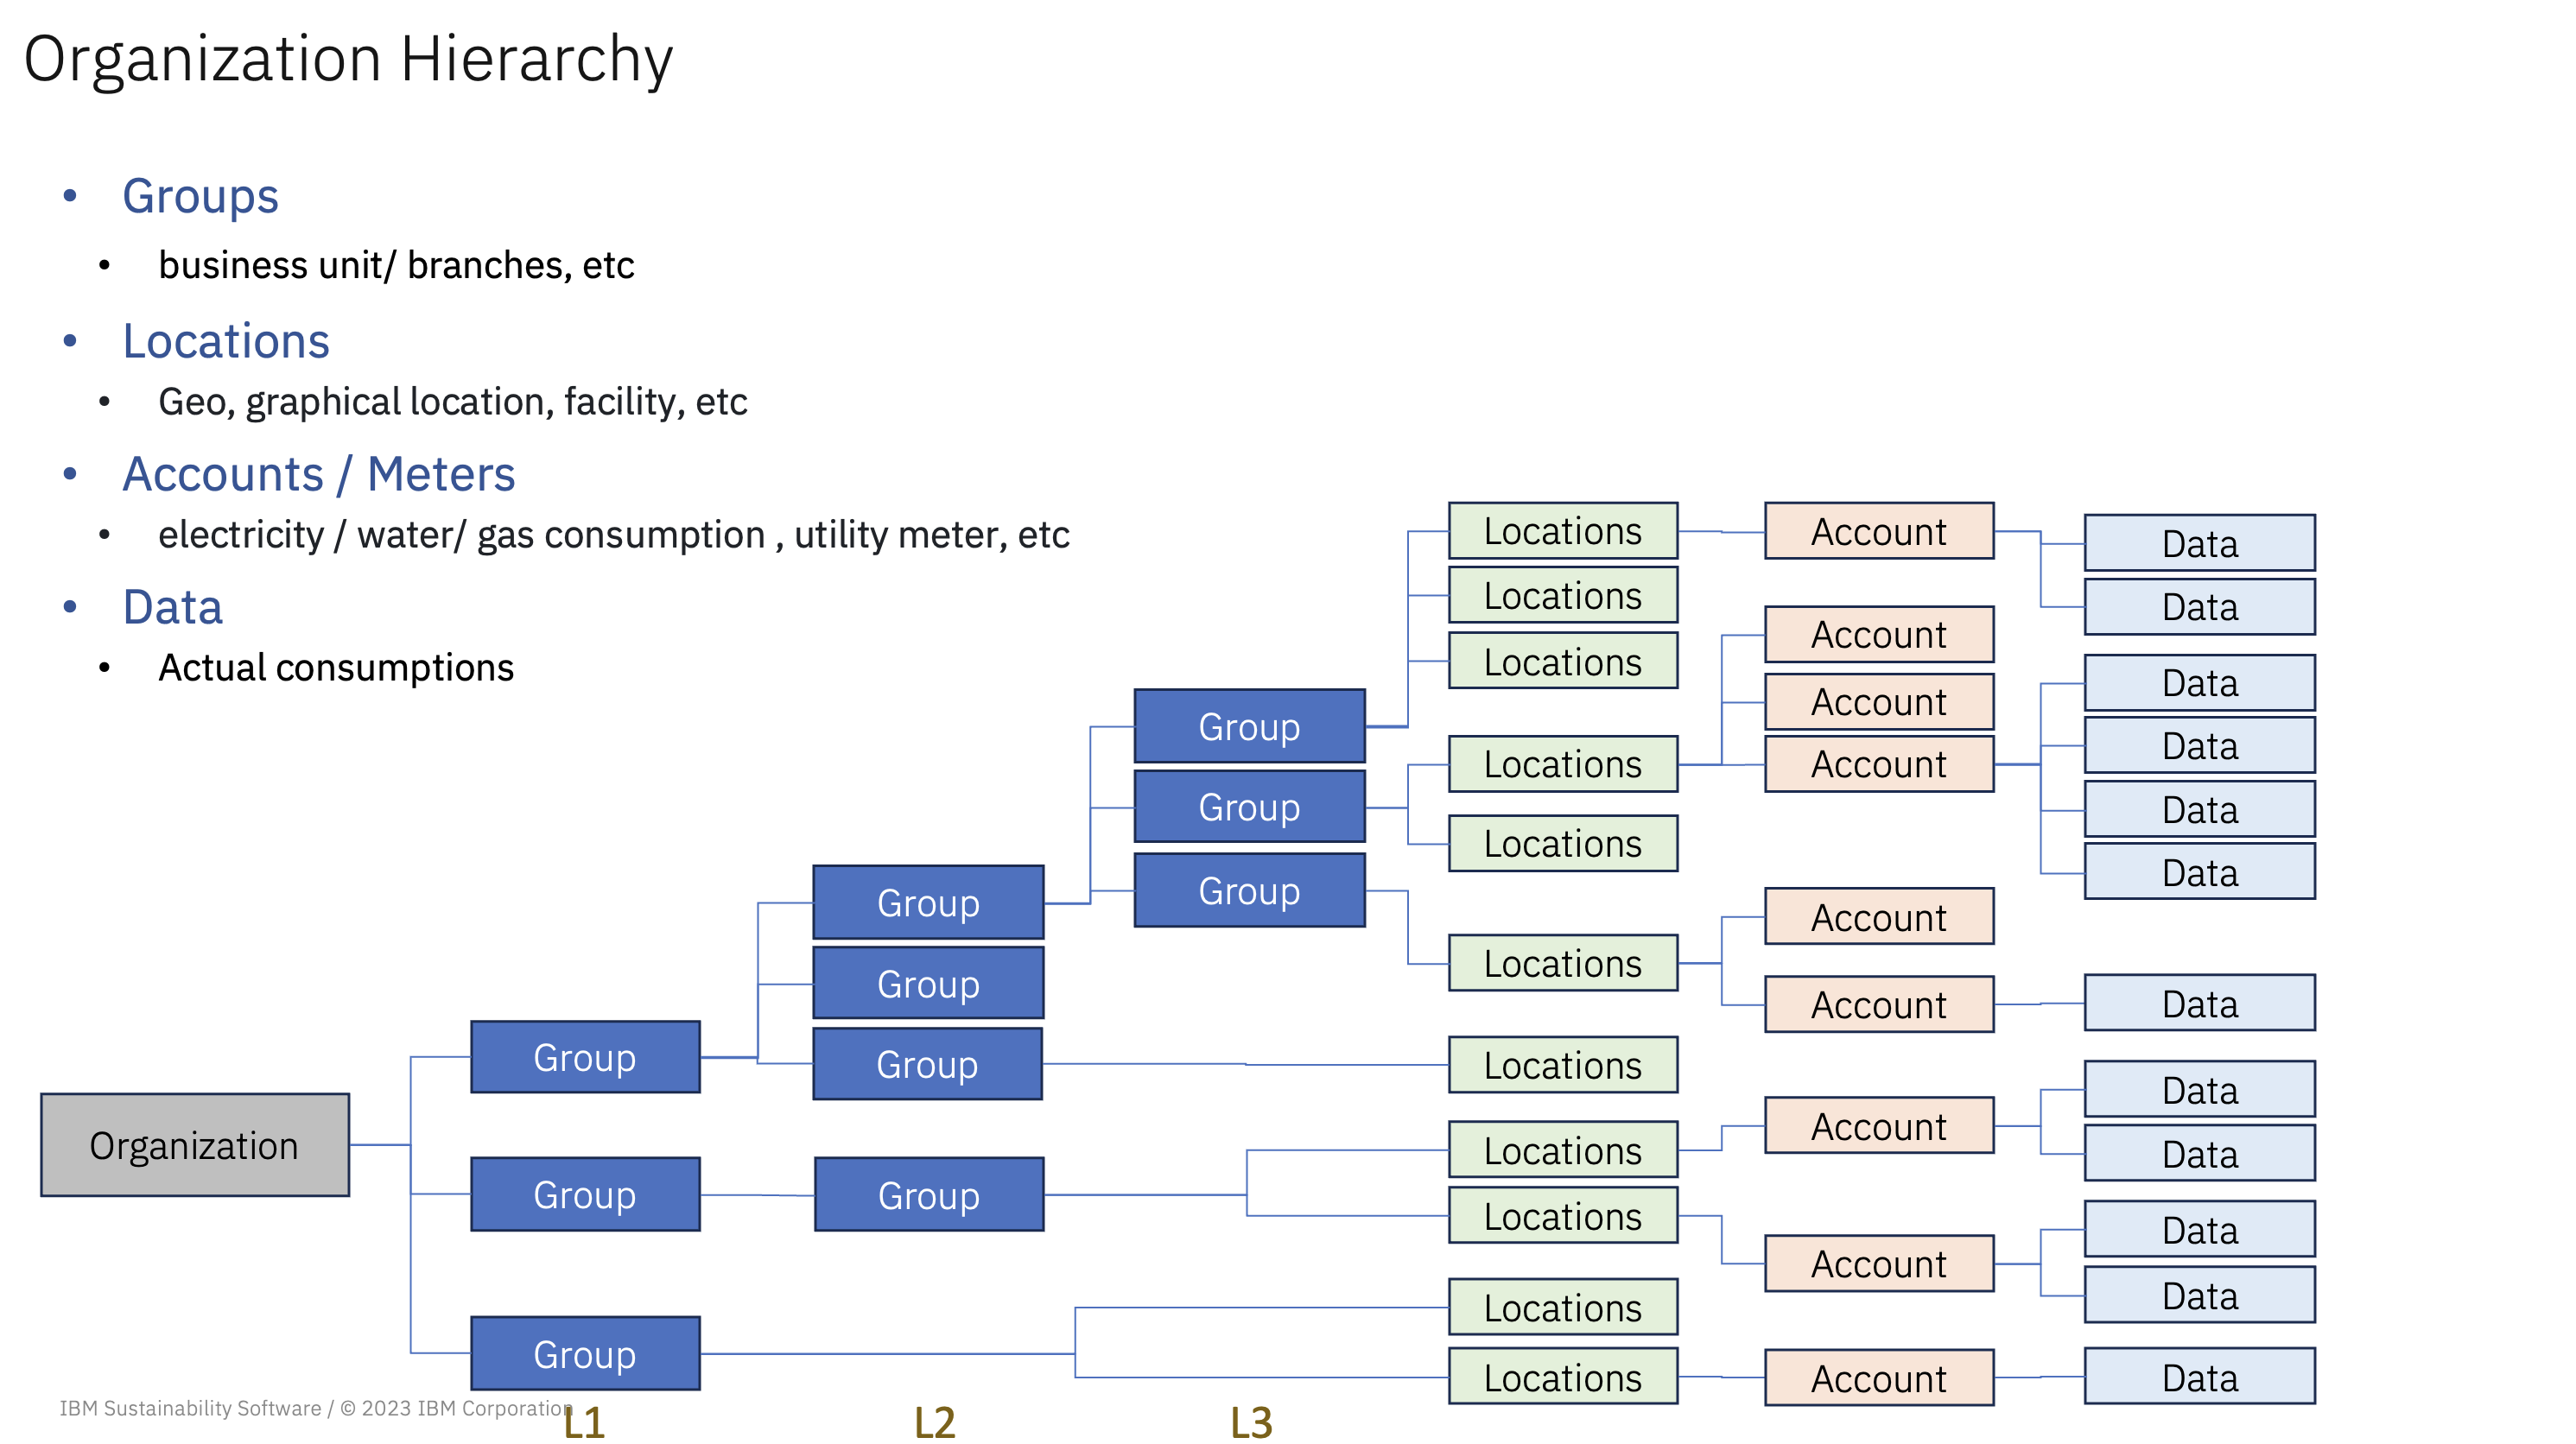 Organization Hierarchy
• Groups
• business unit/ branches, etc
• Locations
• Geo, graphical location, facility, etc
• Accounts / Meters
• electricity / water/ gas consumption , utility meter, etc
• Data
• Actual consumptions
Organization
Group
Group
Group
Group
Group
Group
Group
Group
Group
Group
Locations
Locations
Locations
Locations
Locations
Locations
Locations
Locations
Locations
Locations
Locations
Account
Account
Account
Account
Account
Account
Account
Account
Account
Data
Data
Data
Data
Data
Data
Data
Data
Data
Data
Data
Data
IBM Sustainability Software / © 2023 IBM Corporation
L1
L2
L3